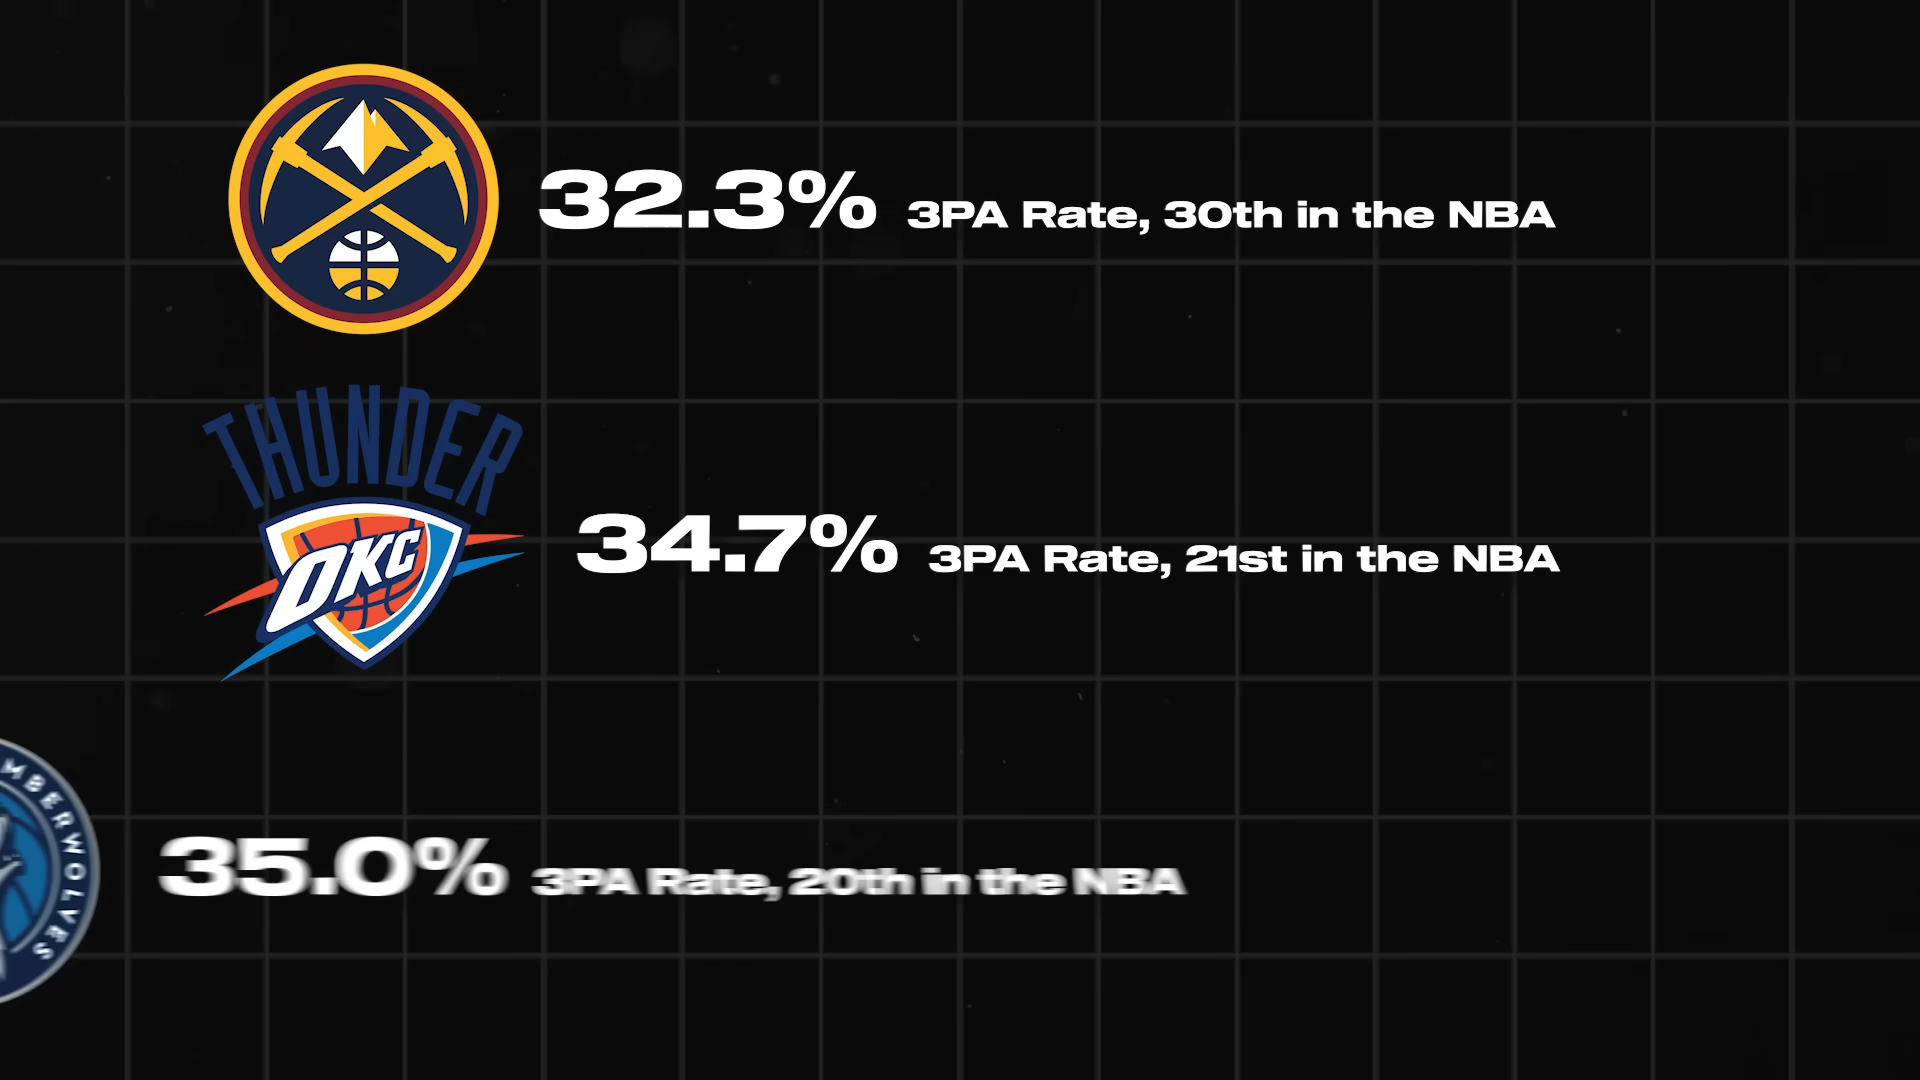 32.3% 3PA Rate, 30th in the NBA
THUNDER
OKC
34.7% 3PA Rate, 21st in the NBA
MBERWOLVES
35.0% 3PA Rate, 20th in the NBA